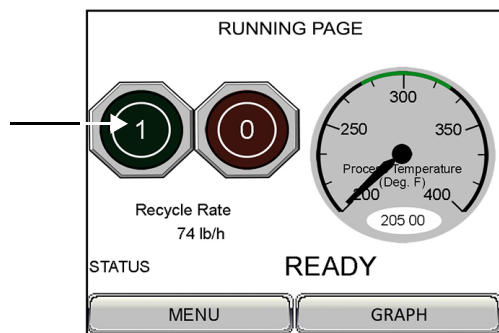 RUNNING PAGE
1
0
300
250
350
Process Temperature
(Deg. F)
200
400
205 00
Recycle Rate
74 lb/h
STATUS
READY
MENU
GRAPH